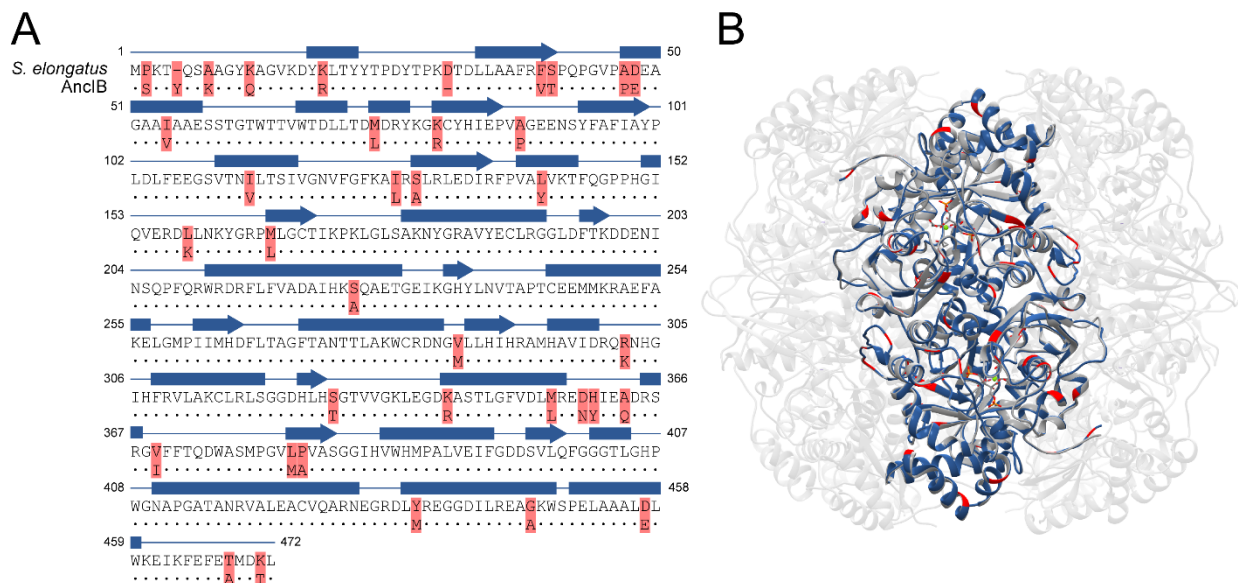 A
B
1 50
S. elongatus MPKT-QSAAGYKAGVKDYKLTYYTPDYTPKDTDLLAAFRFSPQPGVPADEA
AncIB .S..Y..K...Q......R...........-........VT......PE..
51 101
GAAIAAESSTGTWTTVWTDLLTDMDRYKGKCYHIEPVAGEENSYFAFIAYP
...V...................L.....R.......P.............
102 152
LDLFEEGSVTNILTSIVGNVFGFKAIRSLRLEDIRFPVALVKTFQGPPHGI
...........V.............L.A...........Y...........
153 203
QVERDLLNKYGRPMLGCTIKPKLGLSAKNYGRAVYECLRGGLDFTKDDENI
.....K.......L.....................................
204 254
NSQPFQRWRDRFLFVADAIHKSQAETGEIKGHYLNVTAPTCEEMMKRAEFA
.....................A.............................
255 305
KELGMPIIMHDFLTAGFTANTTLAKWCRDNGVLLHIHRAMHAVIDRQRNHG
...............................M...............K...
306 366
IHFRVLAKCLRLSGGDHLHSGTVVGKLEGDKASTLGFVDLMREDHIEADRS
...................T..........R.........L..NY..Q...
367 407
RGVFFTQDWASMPGVLPVASGGIHVWHMPALVEIFGDDSVLQFGGGTLGHP
..I............MA..................................
408 458
WGNAPGATANRVALEACVQARNEGRDLYREGGDILREAGKWSPELAAALDL
...........................M..........A..........E.
459 472
WKEIKFEFETMDKL
.........A..T.